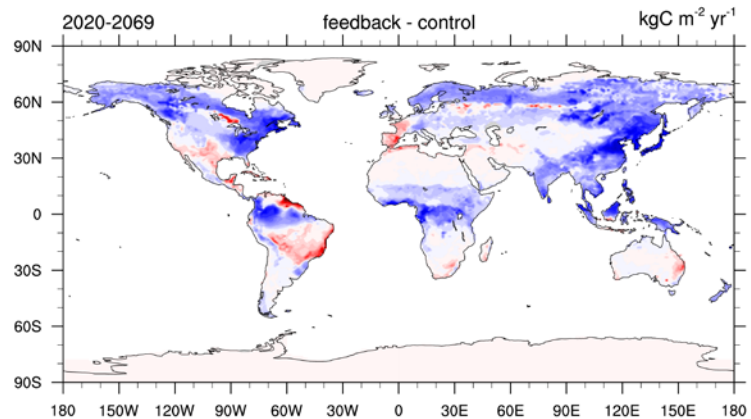 2020-2069 feedback - control kgC m⁻² yr⁻¹
90N
60N
30N
0
30S
60S
90S
180 150W 120W 90W 60W 30W 0 30E 60E 90E 120E 150E 180